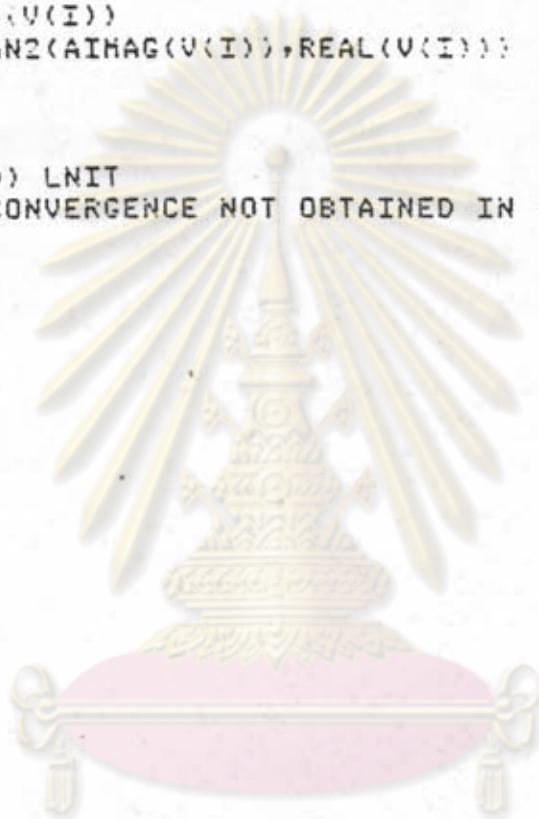 (V(I))
N2(AIMAG(V(I)),REAL(V(I)))
) LNIT
CONVERGENCE NOT OBTAINED IN